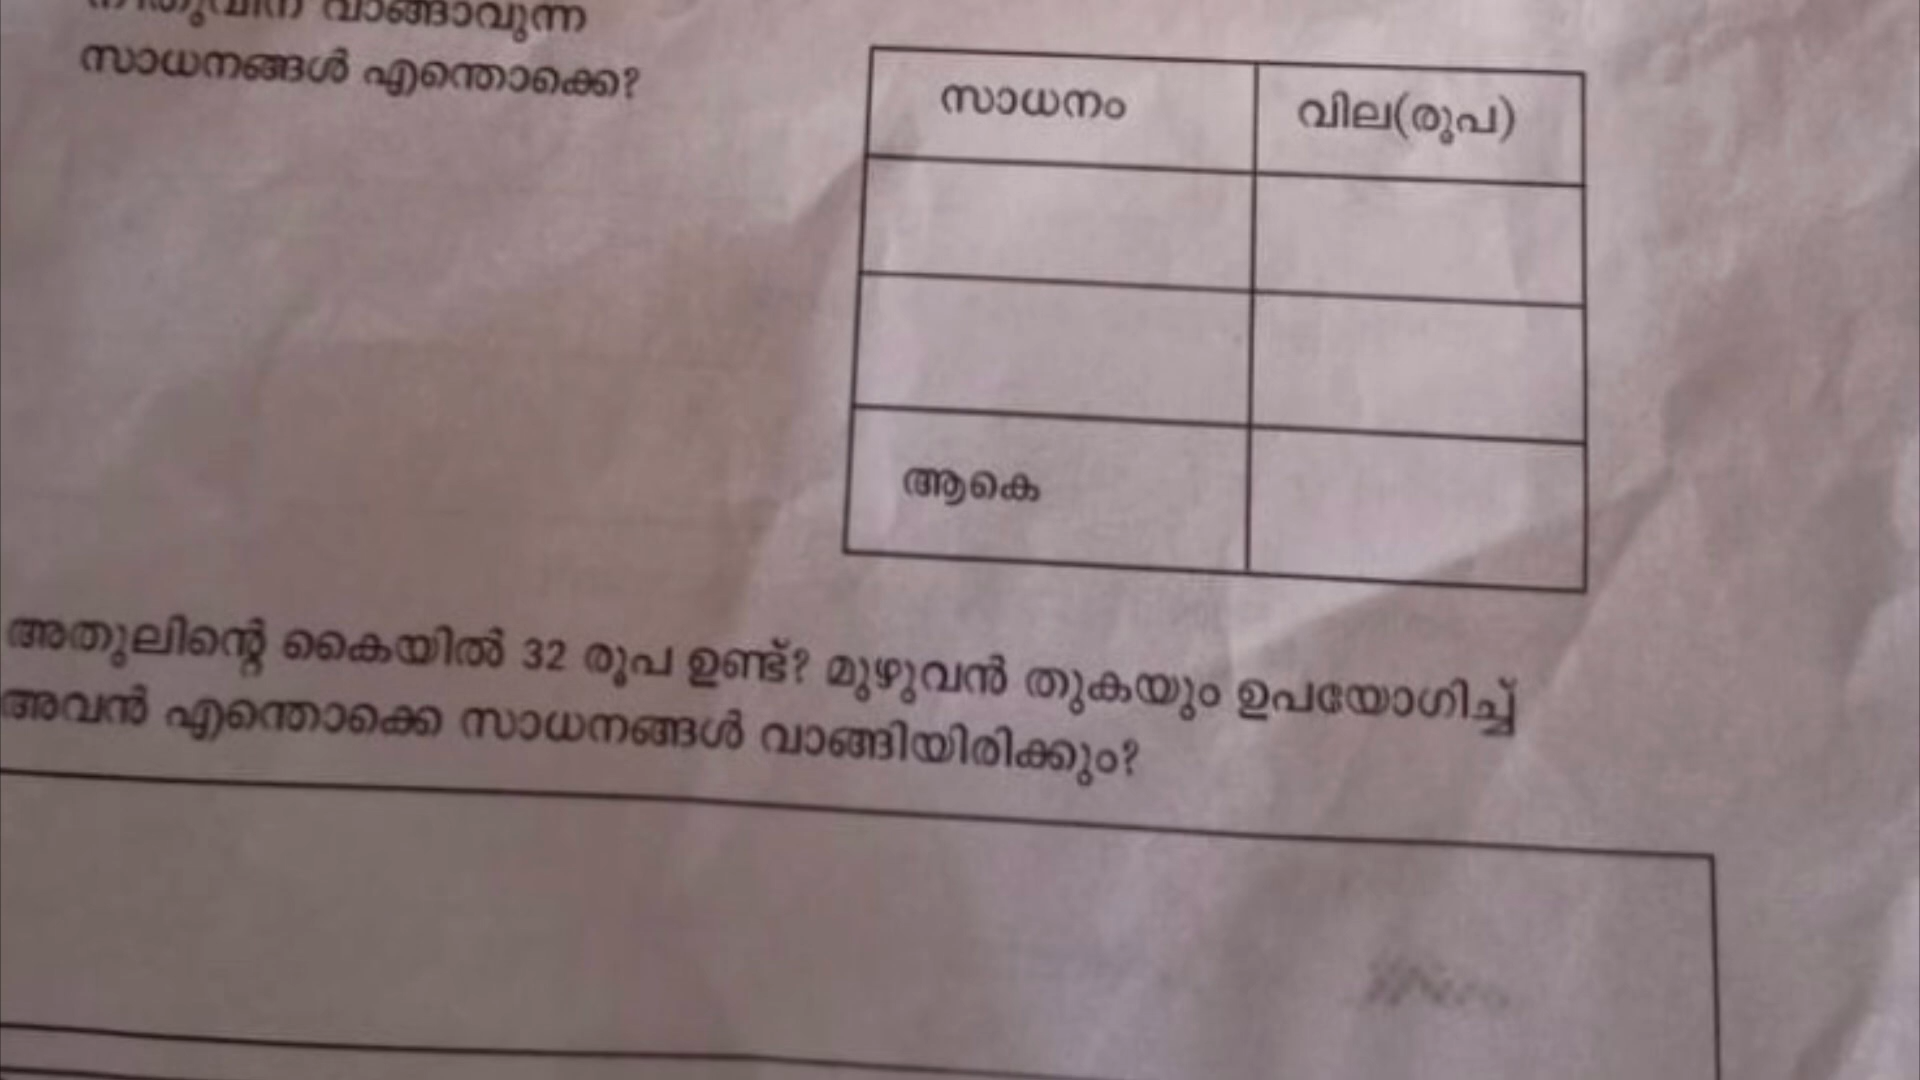 നിതുവിന് വാങ്ങാവുന്ന
സാധനങ്ങൾ എന്തൊക്കെ?
സാധനം വില(രൂപ)
ആകെ
അതുലിന്റെ കൈയിൽ 32 രൂപ ഉണ്ട്? മുഴുവൻ തുകയും ഉപയോഗിച്ച്
അവൻ എന്തൊക്കെ സാധനങ്ങൾ വാങ്ങിയിരിക്കും?